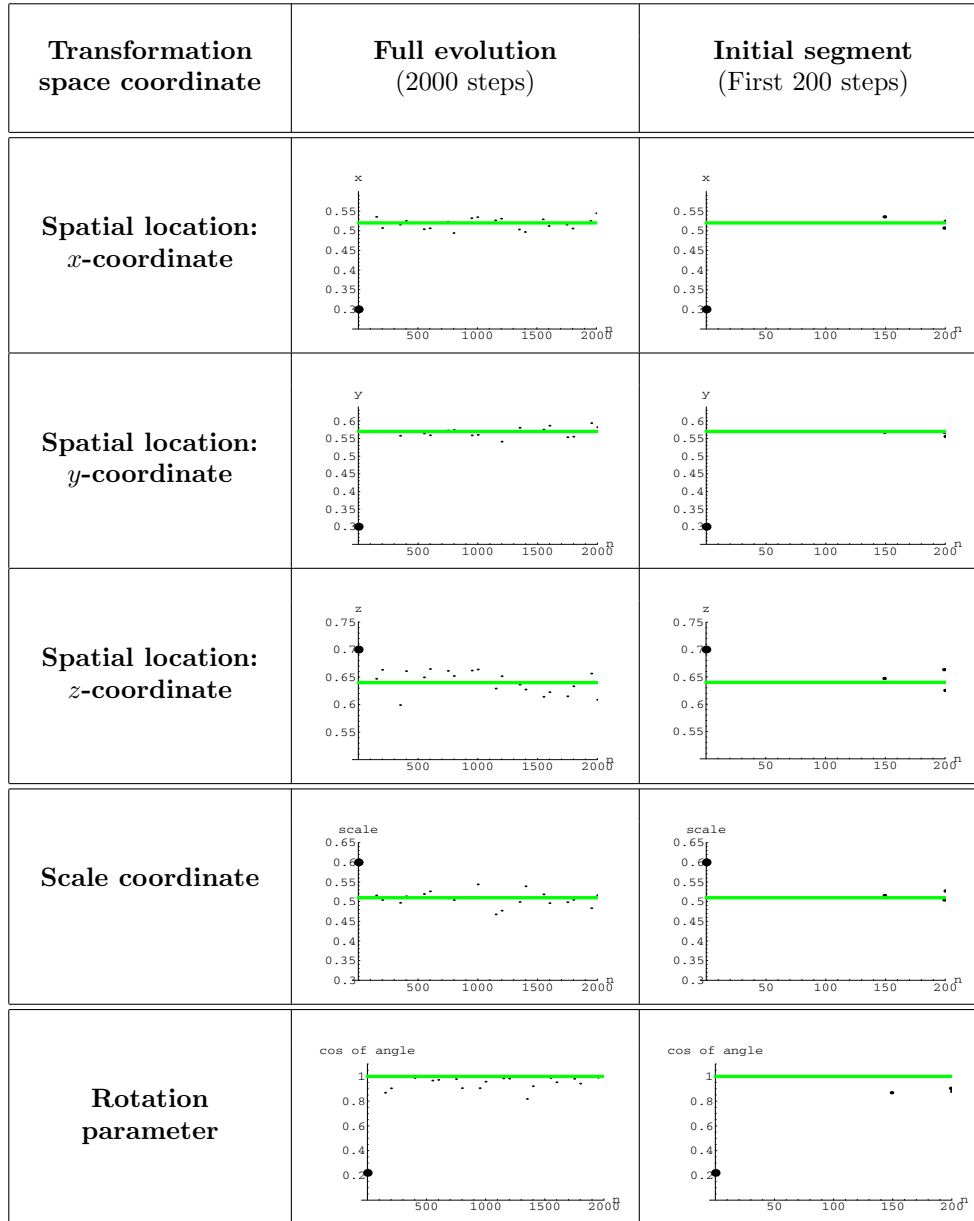 Transformation
space coordinate
Full evolution
(2000 steps)
Initial segment
(First 200 steps)
Spatial location:
x-coordinate
x
0.55
0.5
0.45
0.4
0.35
0.3
500 1000 1500 2000 n
x
0.55
0.5
0.45
0.4
0.35
0.3
50 100 150 200 n
Spatial location:
y-coordinate
y
0.6
0.55
0.5
0.45
0.4
0.35
0.3
500 1000 1500 2000 n
y
0.6
0.55
0.5
0.45
0.4
0.35
0.3
50 100 150 200 n
Spatial location:
z-coordinate
z
0.75
0.7
0.65
0.6
0.55
500 1000 1500 2000 n
z
0.75
0.7
0.65
0.6
0.55
50 100 150 200 n
Scale coordinate
scale
0.65
0.6
0.55
0.5
0.45
0.4
0.35
0.3
500 1000 1500 2000 n
scale
0.65
0.6
0.55
0.5
0.45
0.4
0.35
0.3
50 100 150 200 n
Rotation
parameter
cos of angle
1
0.8
0.6
0.4
0.2
500 1000 1500 2000 n
cos of angle
1
0.8
0.6
0.4
0.2
50 100 150 200 n